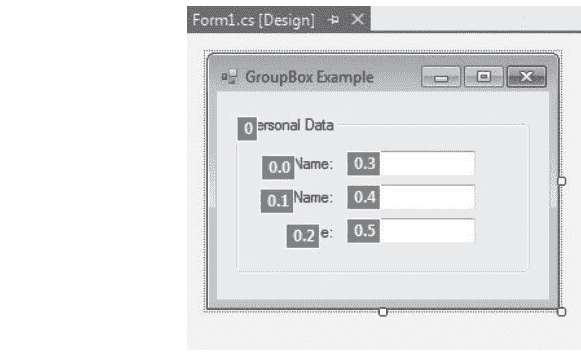 Form1.cs [Design]
GroupBox Example
0 ersonal Data
0.0 Name: 0.3
0.1 Name: 0.4
0.2 e: 0.5